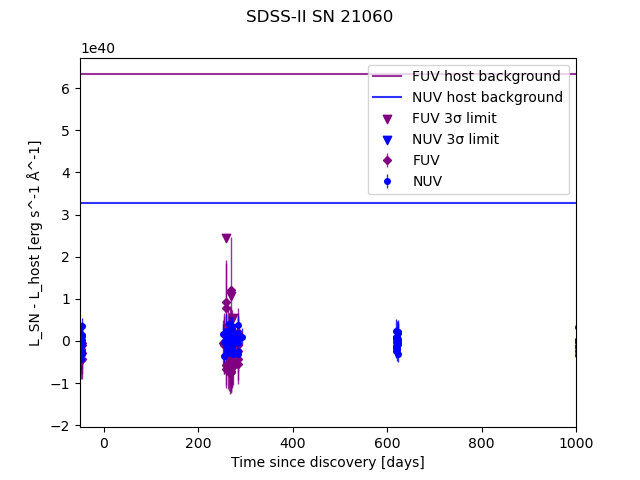 SDSS-II SN 21060
1e40
FUV host background
NUV host background
FUV 3σ limit
NUV 3σ limit
FUV
NUV
6
5
4
3
2
1
0
−1
−2
L_SN - L_host [erg s^-1 Å^-1]
0 200 400 600 800 1000
Time since discovery [days]